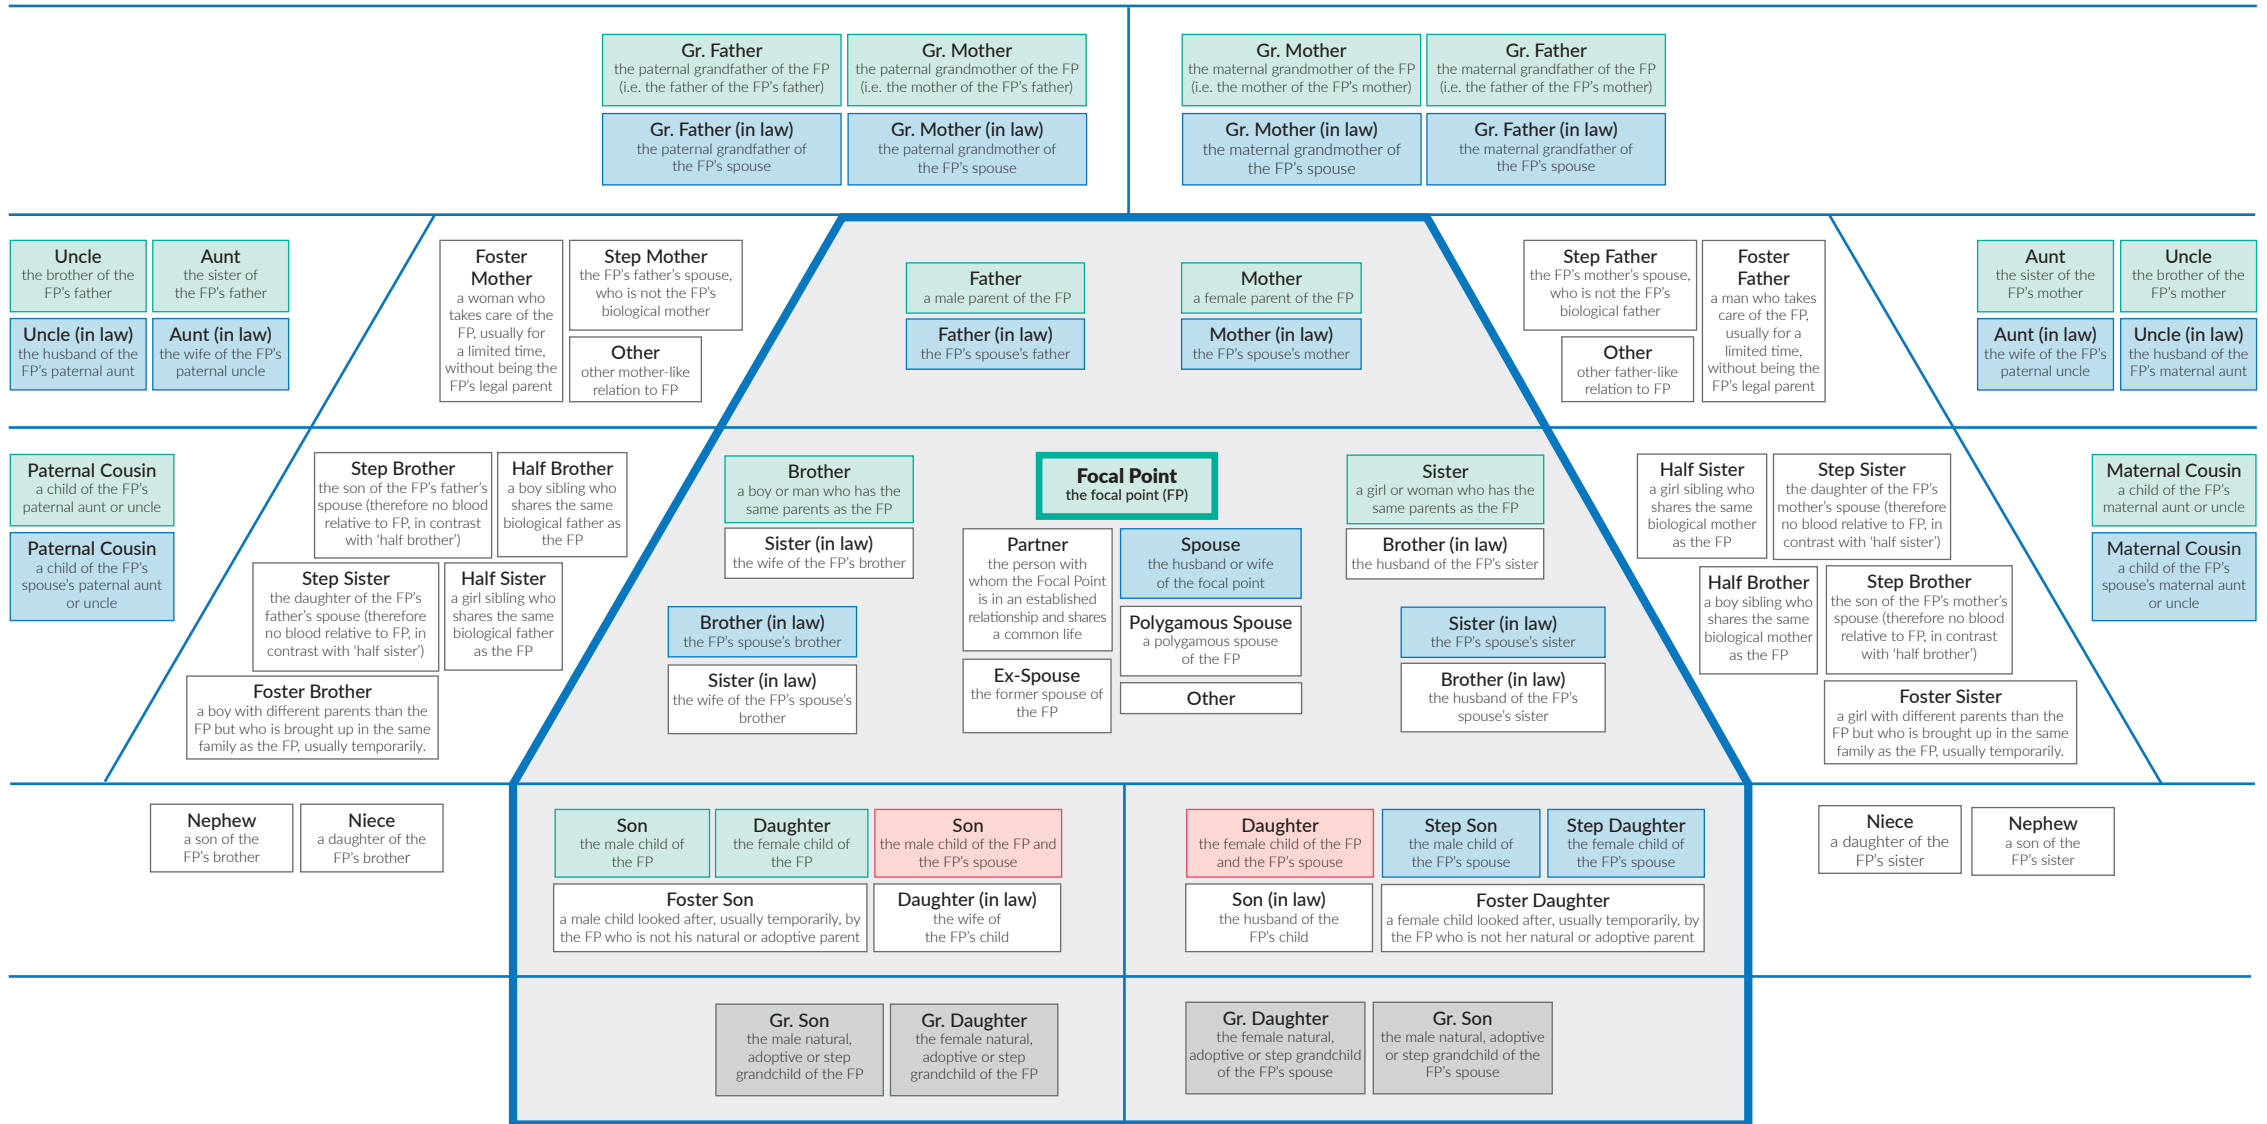 Gr. Father
the paternal grandfather of the FP
(i.e. the father of the FP's father)
Gr. Mother
the paternal grandmother of the FP
(i.e. the mother of the FP's father)
Gr. Mother
the maternal grandmother of the FP
(i.e. the mother of the FP's mother)
Gr. Father
the maternal grandfather of the FP
(i.e. the father of the FP's mother)
Gr. Father (in law)
the paternal grandfather of
the FP's spouse
Gr. Mother (in law)
the paternal grandmother of
the FP's spouse
Gr. Mother (in law)
the maternal grandmother of
the FP's spouse
Gr. Father (in law)
the maternal grandfather of
the FP's spouse
Uncle
the brother of the
FP's father
Aunt
the sister of
the FP's father
Uncle (in law)
the husband of the
FP's paternal aunt
Aunt (in law)
the wife of the FP's
paternal uncle
Foster
Mother
a woman who
takes care of the
FP, usually for
a limited time,
without being the
FP's legal parent
Step Mother
the FP's father's spouse,
who is not the FP's
biological mother
Other
other mother-like
relation to FP
Father
a male parent of the FP
Father (in law)
the FP's spouse's father
Mother
a female parent of the FP
Mother (in law)
the FP's spouse's mother
Step Father
the FP's mother's spouse,
who is not the FP's
biological father
Other
other father-like
relation to FP
Foster
Father
a man who takes
care of the FP,
usually for a
limited time,
without being the
FP's legal parent
Aunt
the sister of the
FP's mother
Uncle
the brother of the
FP's mother
Aunt (in law)
the wife of the FP's
paternal uncle
Uncle (in law)
the husband of the
FP's maternal aunt
Paternal Cousin
a child of the FP's
paternal aunt or uncle
Paternal Cousin
a child of the FP's
spouse's paternal aunt
or uncle
Step Brother
the son of the FP's father's
spouse (therefore no blood
relative to FP, in contrast
with ‘half brother’)
Half Brother
a boy sibling who
shares the same
biological father as
the FP
Step Sister
the daughter of the FP's
father's spouse (therefore
no blood relative to FP, in
contrast with ‘half sister’)
Half Sister
a girl sibling who
shares the same
biological father
as the FP
Foster Brother
a boy with different parents than the
FP but who is brought up in the same
family as the FP, usually temporarily.
Brother
a boy or man who has the
same parents as the FP
Sister (in law)
the wife of the FP's brother
Brother (in law)
the FP's spouse's brother
Sister (in law)
the wife of the FP's spouse's
brother
Focal Point
the focal point (FP)
Partner
the person with
whom the Focal Point
is in an established
relationship and shares
a common life
Ex-Spouse
the former spouse of
the FP
Spouse
the husband or wife
of the focal point
Polygamous Spouse
a polygamous spouse
of the FP
Other
Sister
a girl or woman who has the
same parents as the FP
Brother (in law)
the husband of the FP's sister
Sister (in law)
the FP's spouse's sister
Brother (in law)
the husband of the FP's
spouse's sister
Half Sister
a girl sibling who
shares the same
biological mother
as the FP
Step Sister
the daughter of the FP's
mother's spouse (therefore
no blood relative to FP, in
contrast with ‘half sister’)
Half Brother
a boy sibling who
shares the same
biological mother
as the FP
Step Brother
the son of the FP's mother's
spouse (therefore no blood
relative to FP, in contrast
with ‘half brother’)
Foster Sister
a girl with different parents than the
FP but who is brought up in the same
family as the FP, usually temporarily.
Maternal Cousin
a child of the FP's
maternal aunt or uncle
Maternal Cousin
a child of the FP's
spouse's maternal aunt
or uncle
Nephew
a son of the
FP's brother
Niece
a daughter of the
FP's brother
Son
the male child of
the FP
Daughter
the female child of
the FP
Son
the male child of the FP and
the FP's spouse
Foster Son
a male child looked after, usually temporarily, by
the FP who is not his natural or adoptive parent
Daughter (in law)
the wife of
the FP's child
Daughter
the female child of the FP
and the FP's spouse
Step Son
the male child of
the FP's spouse
Step Daughter
the female child of
the FP's spouse
Son (in law)
the husband of the
FP's child
Foster Daughter
a female child looked after, usually temporarily, by
the FP who is not her natural or adoptive parent
Niece
a daughter of the
FP's sister
Nephew
a son of the
FP's sister
Gr. Son
the male natural,
adoptive or step
grandchild of the FP
Gr. Daughter
the female natural,
adoptive or step
grandchild of the FP
Gr. Daughter
the female natural,
adoptive or step grandchild
of the FP's spouse
Gr. Son
the male natural, adoptive
or step grandchild of the
FP's spouse